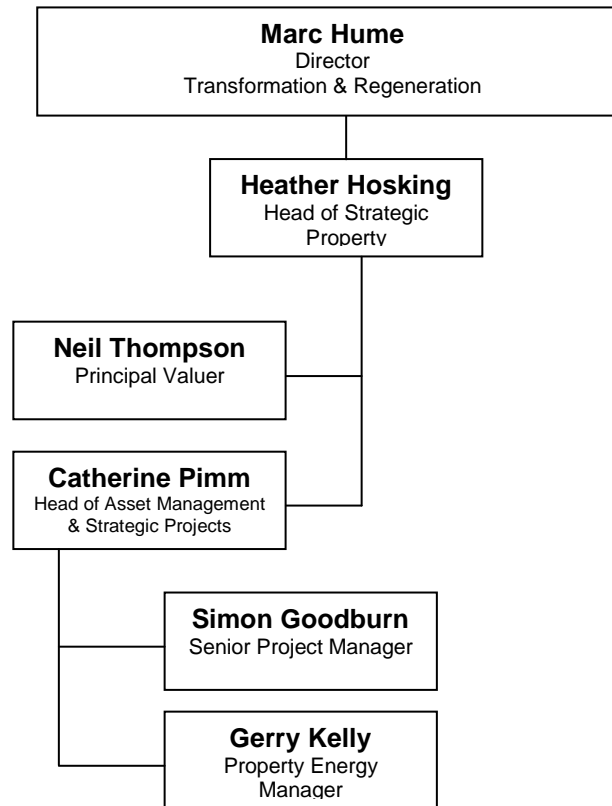 Marc Hume
Director
Transformation & Regeneration
Heather Hosking
Head of Strategic
Property
Neil Thompson
Principal Valuer
Catherine Pimm
Head of Asset Management
& Strategic Projects
Simon Goodburn
Senior Project Manager
Gerry Kelly
Property Energy
Manager